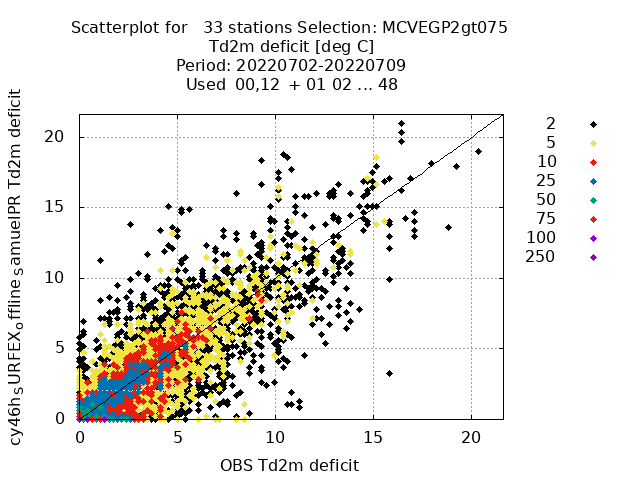 Scatterplot for 33 stations Selection: MCVEGP2gt075
Td2m deficit [deg C]
Period: 20220702-20220709
Used 00,12 + 01 02 ... 48
cy46h_SURFEX_offline_samuelPR Td2m deficit
20
15
10
5
0
0 5 10 15 20
OBS Td2m deficit
2
5
10
25
50
75
100
250